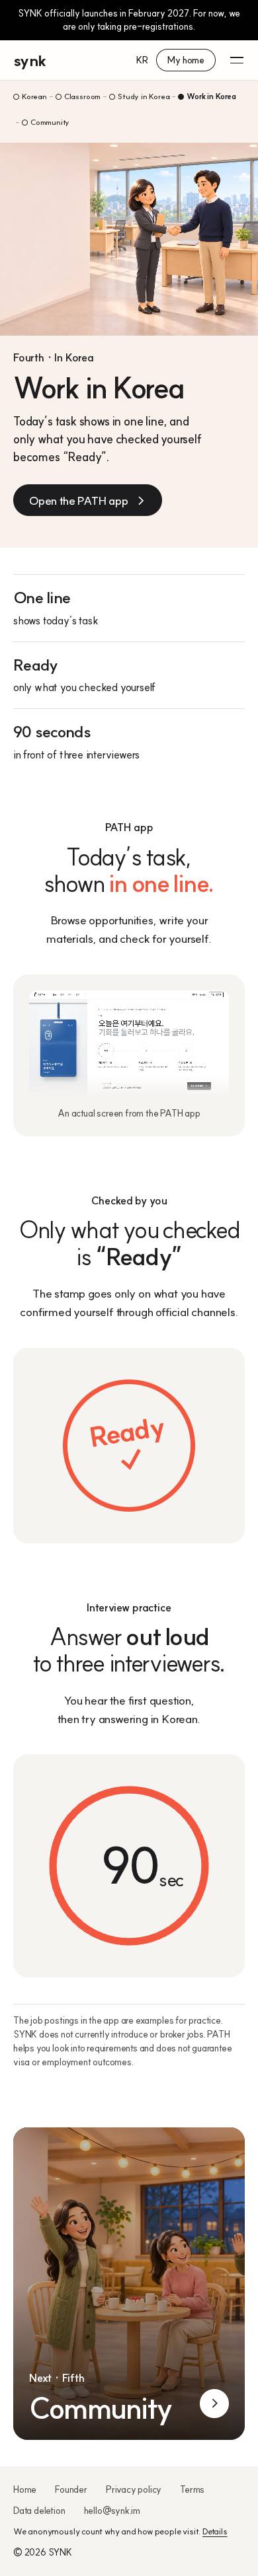 SYNK officially launches in February 2027. For now, we
are only taking pre-registrations.
synk
KR
My home
Korean
Classroom
Study in Korea
Work in Korea
Community
Fourth · In Korea
Work in Korea
Today’s task shows in one line, and
only what you have checked yourself
becomes “Ready”.
Open the PATH app
One line
shows today’s task
Ready
only what you checked yourself
90 seconds
in front of three interviewers
PATH app
Today’s task,
shown in one line.
Browse opportunities, write your
materials, and check for yourself.
오늘은 여기부터예요.
An actual screen from the PATH app
Checked by you
Only what you checked
is “Ready”
The stamp goes only on what you have
confirmed yourself through official channels.
Ready
Interview practice
Answer out loud
to three interviewers.
You hear the first question,
then try answering in Korean.
90 sec
The job postings in the app are examples for practice.
SYNK does not currently introduce or broker jobs. PATH
helps you look into requirements and does not guarantee
visa or employment outcomes.
Next · Fifth
Community
Home
Founder
Privacy policy
Terms
Data deletion
hello@synk.im
We anonymously count why and how people visit. Details
© 2026 SYNK